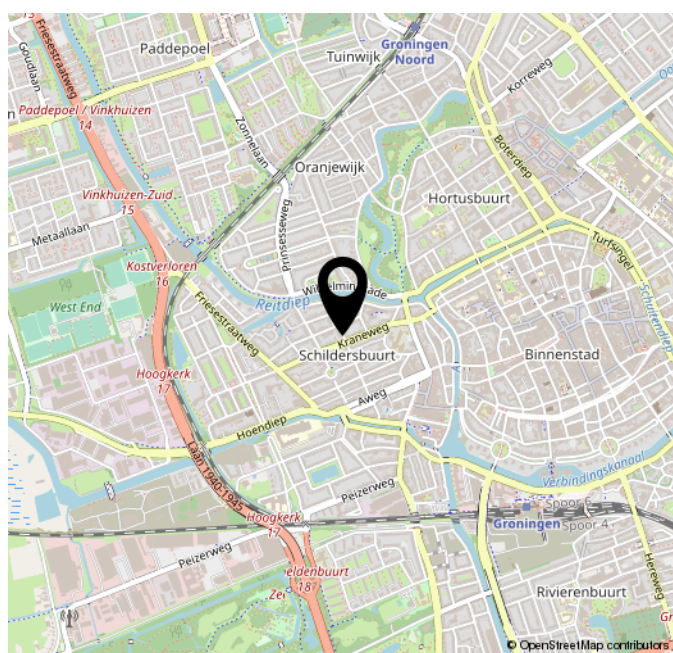 Friesestraatweg
Goudlaan
Paddepoel
Tuinwijk
Groningen
Noord
Korreweg
Paddepoel / Vinkhuizen
14
Zonnelaan
Boterdiep
Oranjewijk
Vinkhuizen-Zuid
15
Hortusbuurt
Metaallaan
Prinsesseweg
Turfsingel
Kostverloren
16
West End
Reitdiep
Schuitendiep
Friesestraatweg
Kraneweg
Schildersbuurt
Binnenstad
Hoogkerk
17
Aweg
Hoendiep
Laan 1940-1945
Verbindingskanaal
Peizerweg
Spoor 6
Hoogkerk
17
Groningen
Spoor 4
Peizerweg
eldenbuurt
18
Hereweg
Rivierenbuurt
© OpenStreetMap contributors